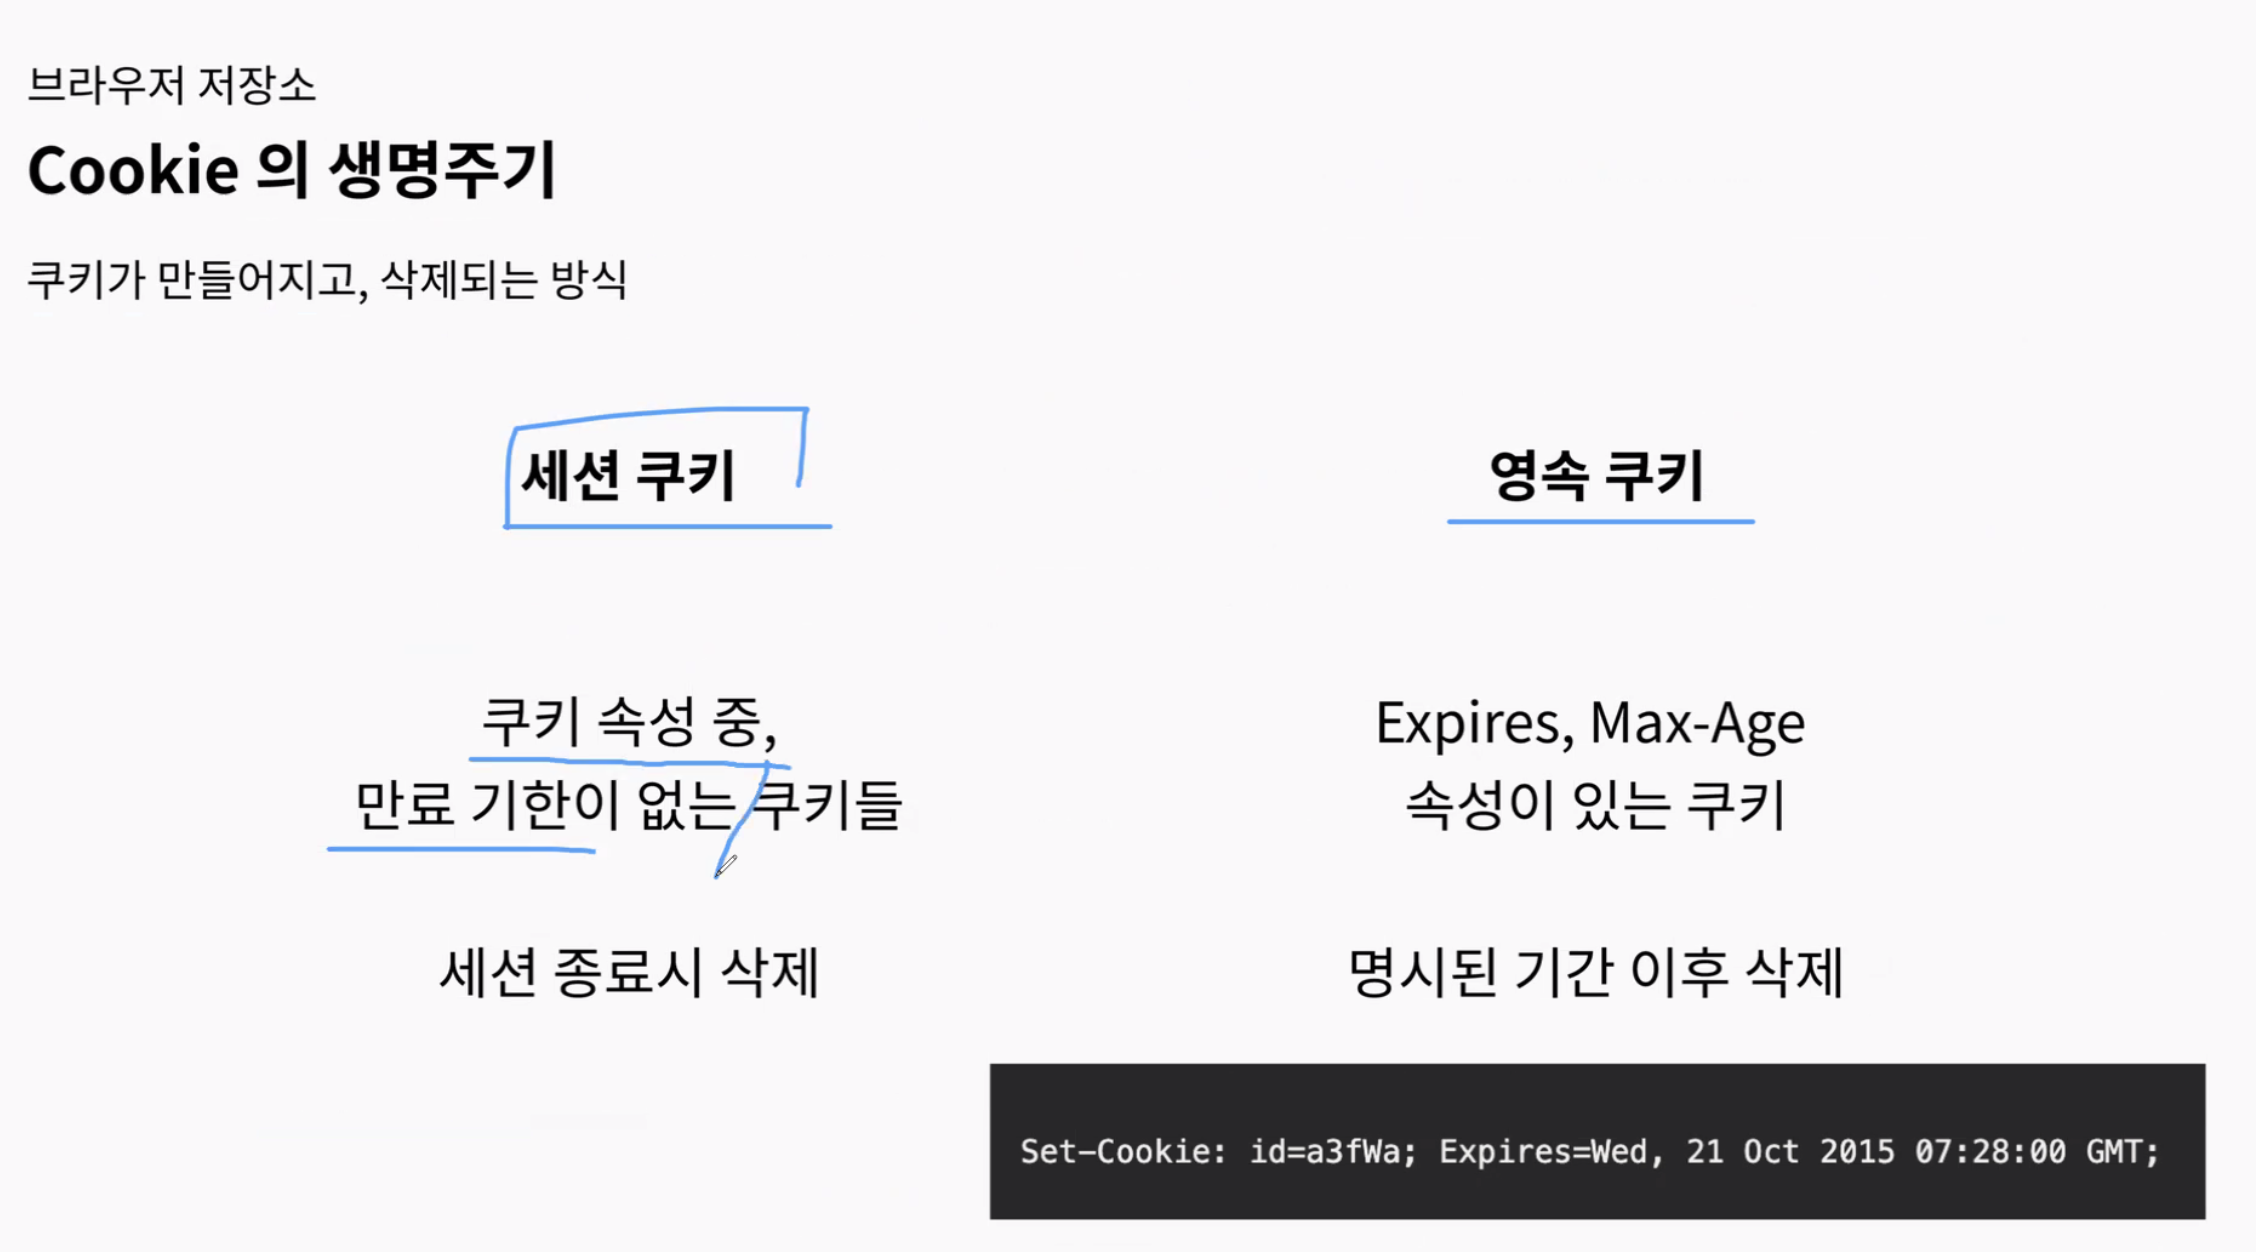 브라우저 저장소
Cookie 의 생명주기
쿠키가 만들어지고, 삭제되는 방식
세션 쿠키
쿠키 속성 중,
만료 기한이 없는 쿠키들
세션 종료시 삭제
영속 쿠키
Expires, Max-Age
속성이 있는 쿠키
명시된 기간 이후 삭제
Set-Cookie: id=a3fWa; Expires=Wed, 21 Oct 2015 07:28:00 GMT;